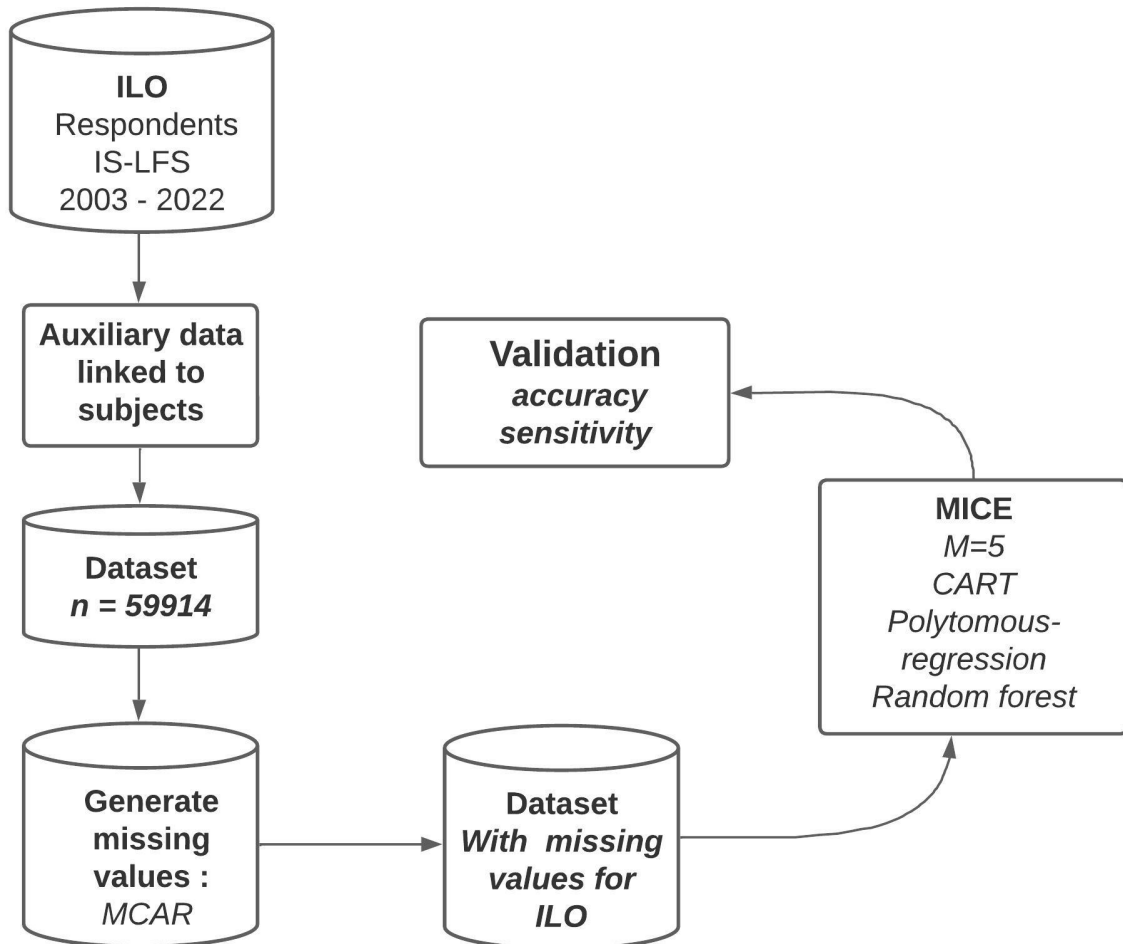 ILO
Respondents
IS-LFS
2003 - 2022
Auxiliary data
linked to
subjects
Dataset
n = 59914
Generate
missing
values :
MCAR
Dataset
With missing
values for
ILO
MICE
M=5
CART
Polytomous-
regression
Random forest
Validation
accuracy
sensitivity